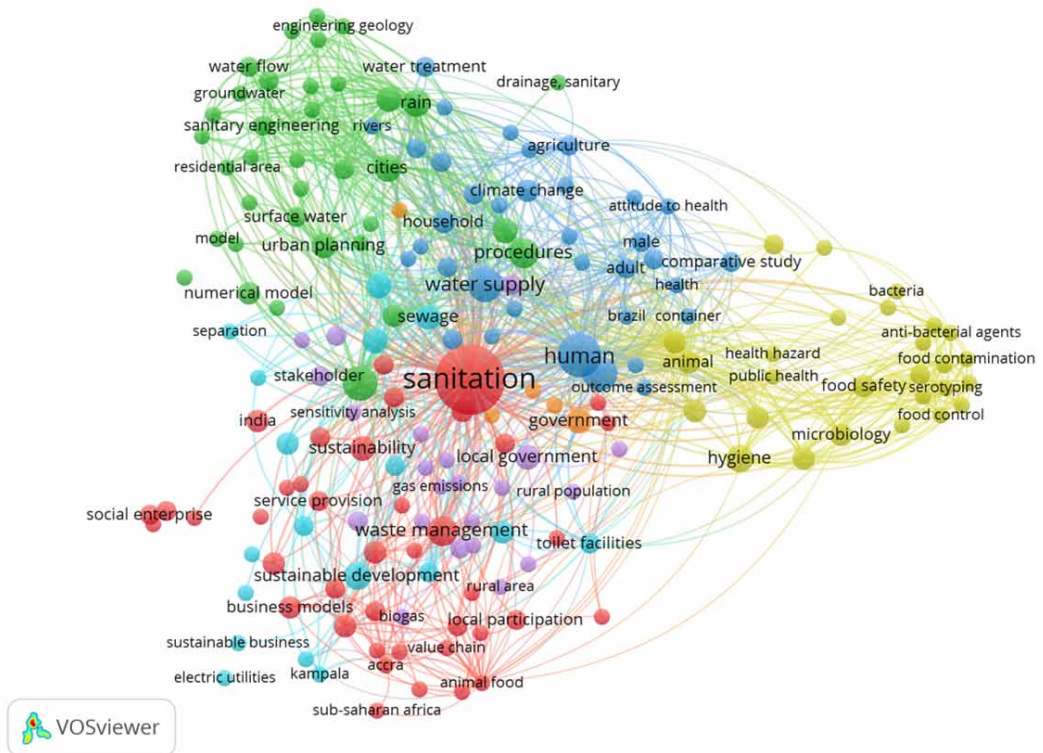 engineering geology
water flow
water treatment
drainage, sanitary
groundwater
rain
sanitary engineering
rivers
agriculture
residential area
cities
climate change
surface water
household
attitude to health
model
urban planning
procedures
male
adult
comparative study
water supply
health
numerical model
bacteria
separation
sewage
brazil
container
anti-bacterial agents
human
animal
health hazard
food contamination
stakeholder
sanitation
outcome assessment
public health
food safety
serotyping
sensitivity analysis
india
government
food control
sustainability
local government
microbiology
hygiene
gas emissions
rural population
service provision
social enterprise
waste management
toilet facilities
sustainable development
rural area
business models
biogas
local participation
sustainable business
value chain
accra
electric utilities
kampala
animal food
sub-saharan africa
VOSviewer